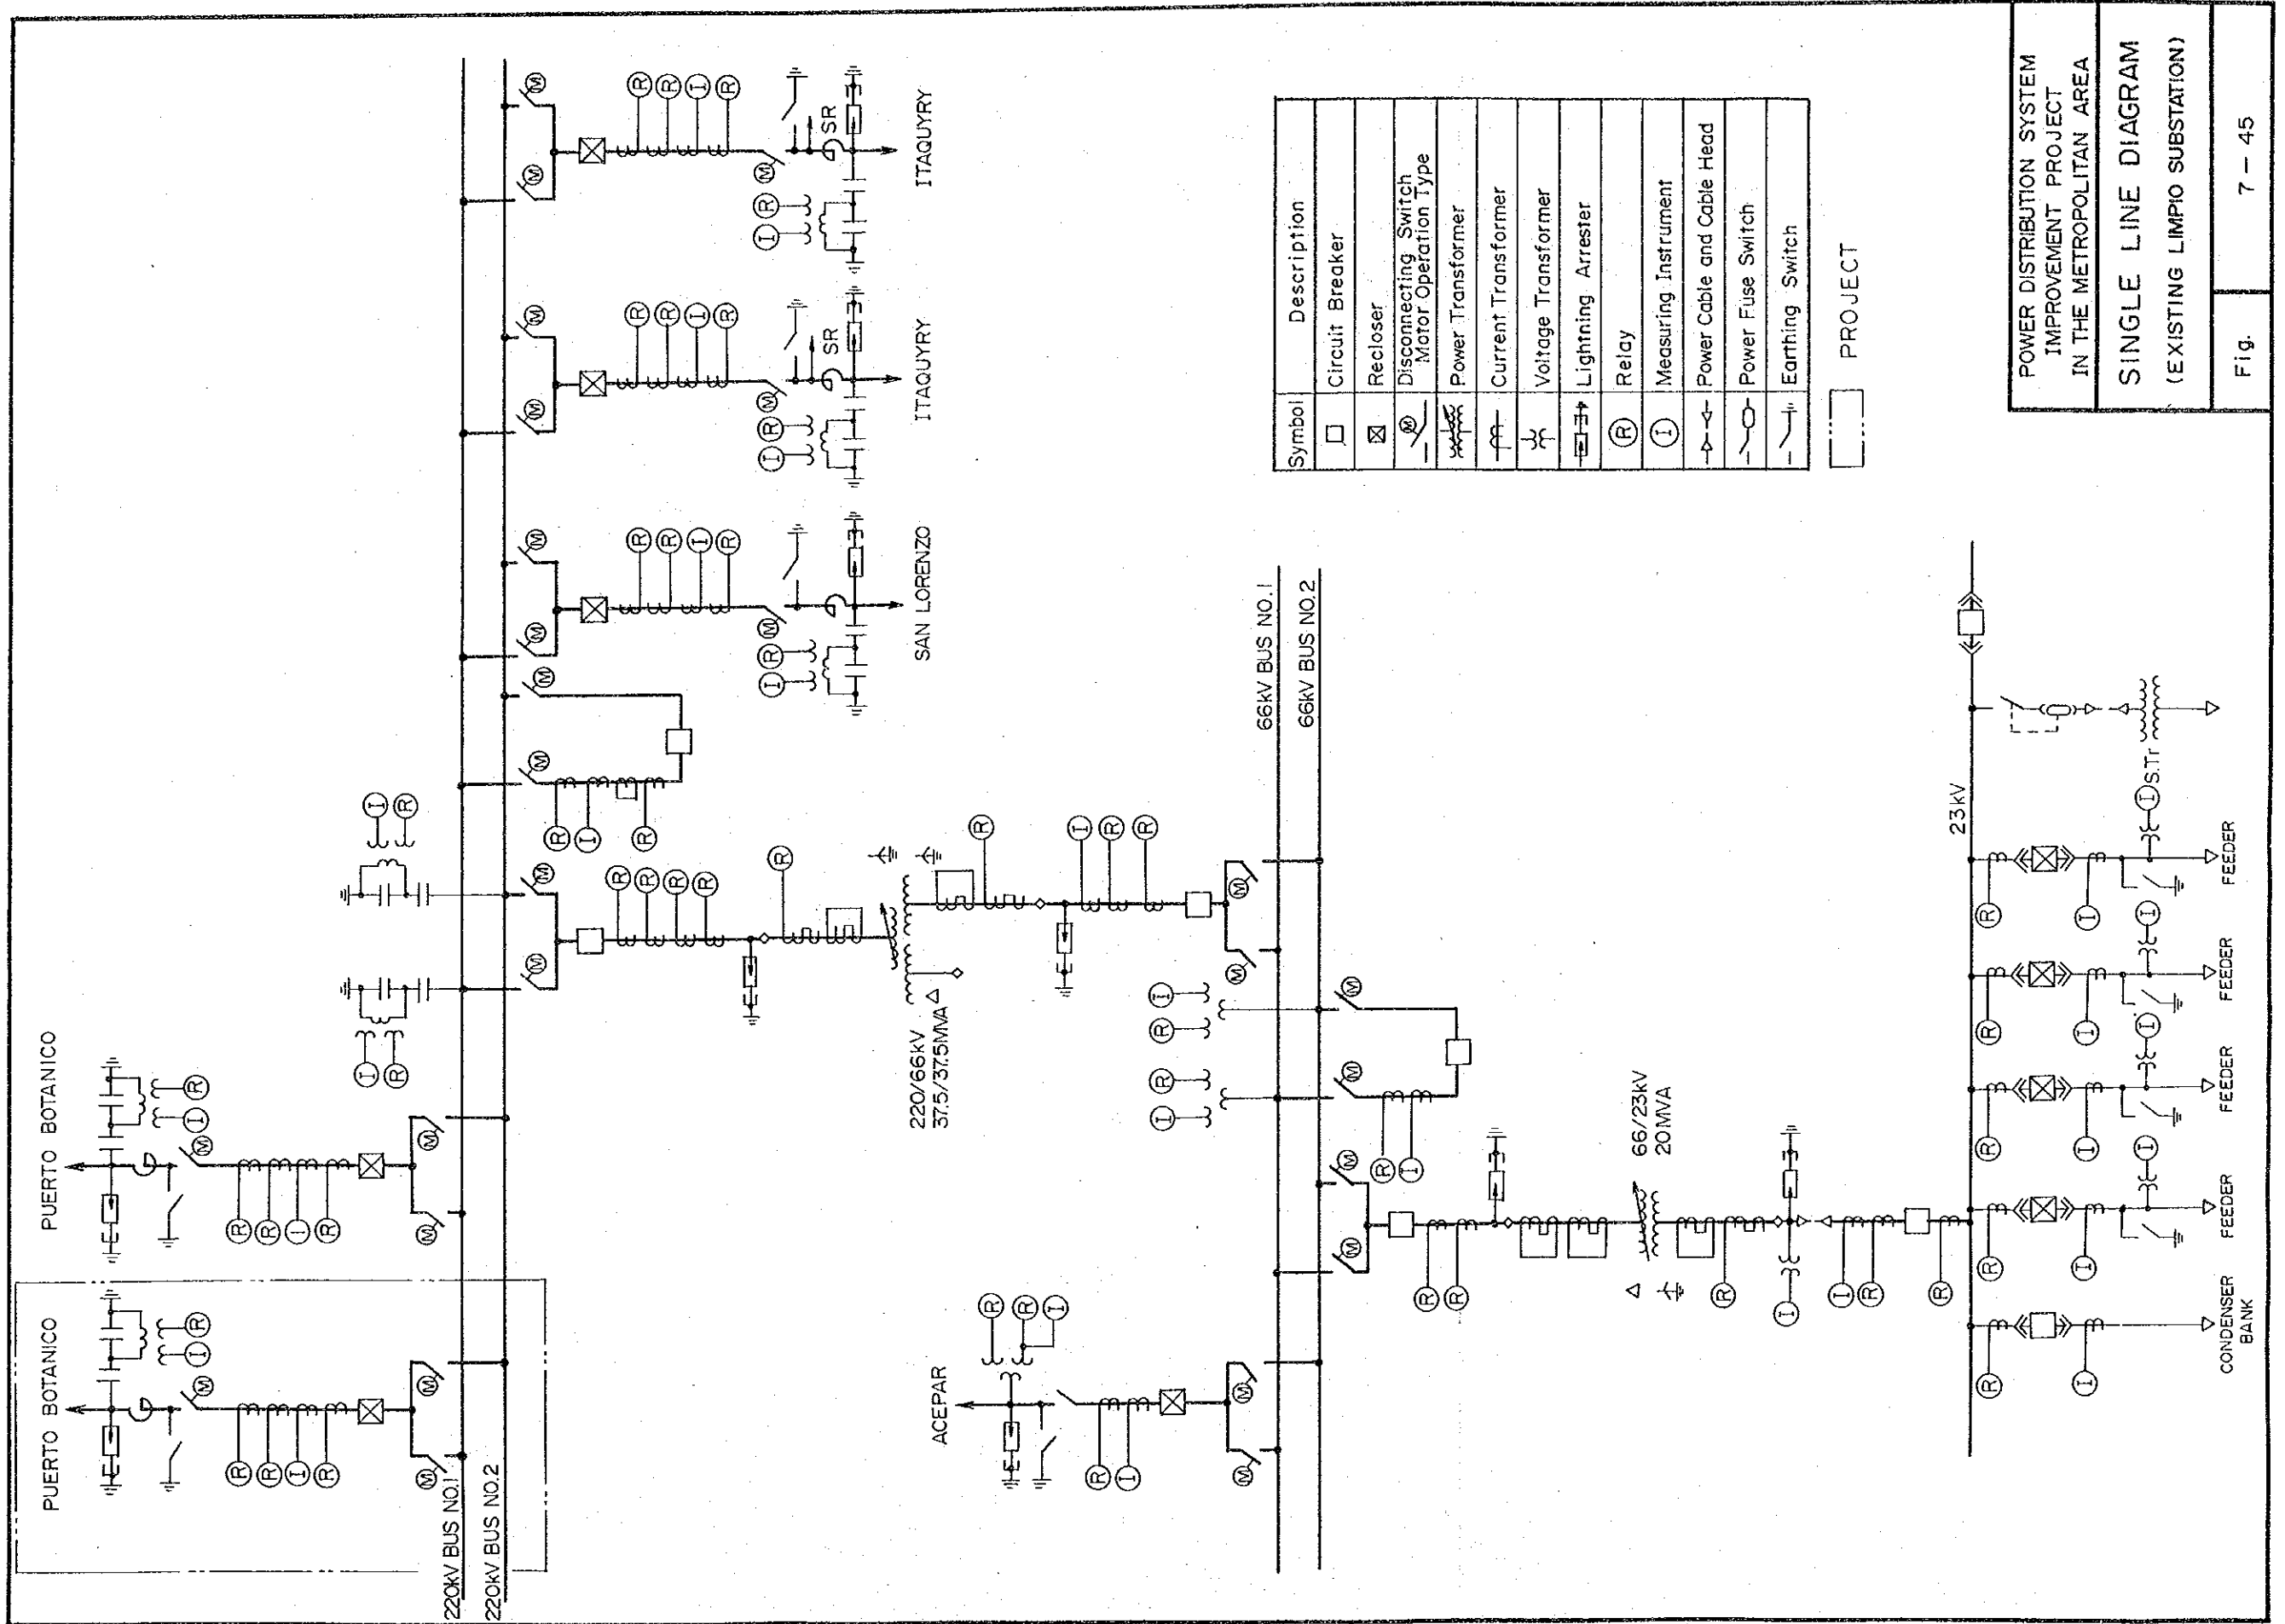 PUERTO BOTANICO
PUERTO BOTANICO
220KV BUS NO.1
220KV BUS NO.2
M
M
M
R
R
I
R
I
R
M
M
M
R
R
I
R
I
R
I
R
I
R
M
M
R
R
R
R
R
220/66KV
37.5/37.5MVA
R
I
R
R
M
M
M
M
R
I
R
M
M
R
R
I
R
M
I
R
SAN LORENZO
M
M
R
R
I
R
M
I
R
SR
ITAQUYRY
M
M
R
R
I
R
M
I
R
SR
ITAQUYRY
ACEPAR
R
R
I
R
I
M
M
66KV BUS NO.1
66KV BUS NO.2
I
R
R
I
M
M
R
I
M
M
R
R
66/23KV
20MVA
R
I
I
R
R
23KV
R
I
CONDENSER
BANK
R
I
I
FEEDER
R
I
I
FEEDER
R
I
I
FEEDER
R
I
I
FEEDER
S.Tr
Symbol Description
Circuit Breaker
Recloser
M Disconnecting Switch
Motor Operation Type
Power Transformer
Current Transformer
Voltage Transformer
Lightning Arrester
R Relay
I Measuring Instrument
Power Cable and Cable Head
Power Fuse Switch
Earthing Switch
PROJECT
POWER DISTRIBUTION SYSTEM
IMPROVEMENT PROJECT
IN THE METROPOLITAN AREA
SINGLE LINE DIAGRAM
(EXISTING LIMPIO SUBSTATION)
Fig. 7 - 45